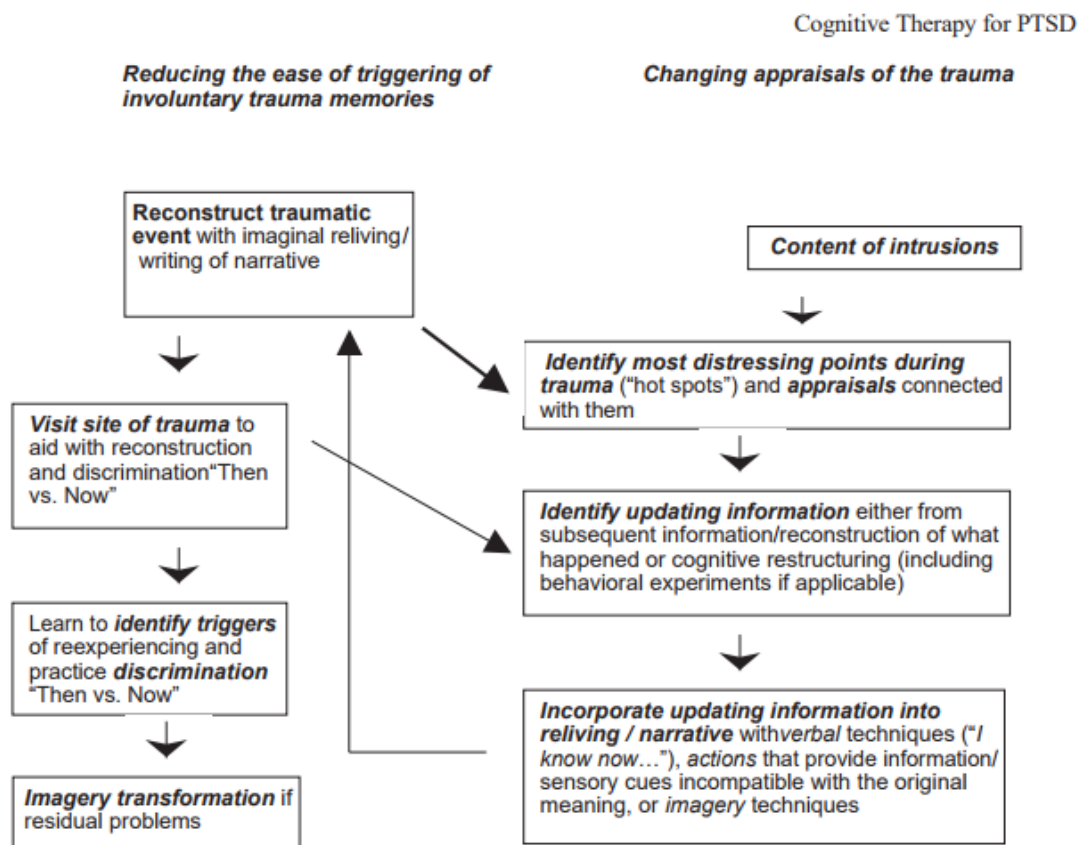 Cognitive Therapy for PTSD
Reducing the ease of triggering of
involuntary trauma memories
Changing appraisals of the trauma
Reconstruct traumatic
event with imaginal reliving/
writing of narrative
Visit site of trauma to
aid with reconstruction
and discrimination“Then
vs. Now”
Learn to identify triggers
of reexperiencing and
practice discrimination
“Then vs. Now”
Imagery transformation if
residual problems
Content of intrusions
Identify most distressing points during
trauma (“hot spots”) and appraisals connected
with them
Identify updating information either from
subsequent information/reconstruction of what
happened or cognitive restructuring (including
behavioral experiments if applicable)
Incorporate updating information into
reliving / narrative withverbal techniques (“I
know now…”), actions that provide information/
sensory cues incompatible with the original
meaning, or imagery techniques